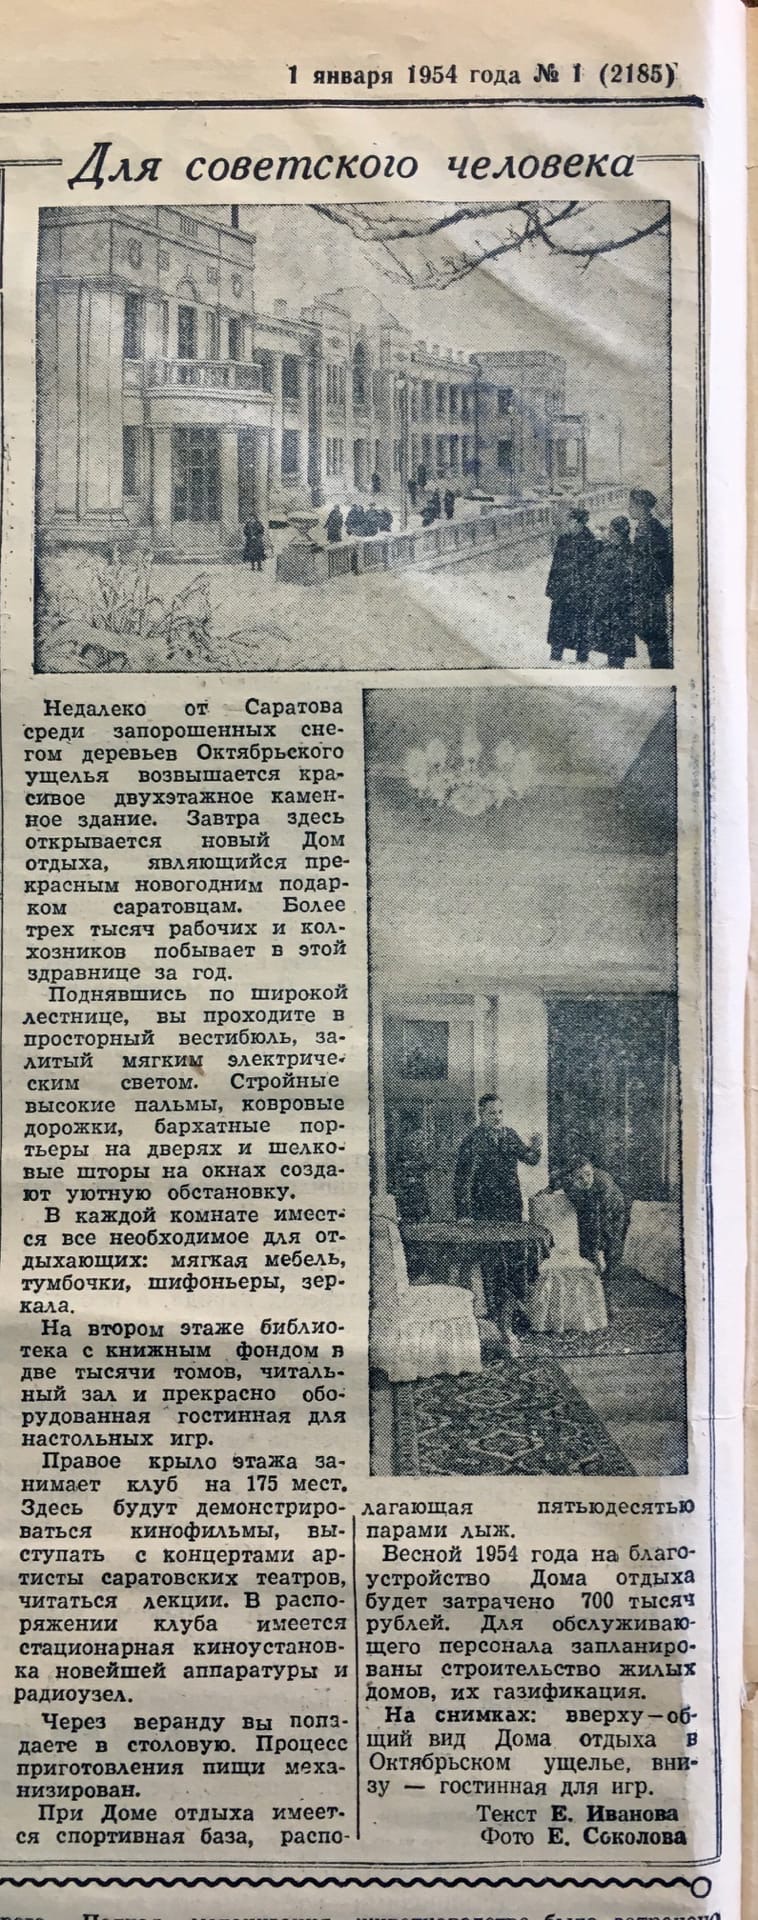 1 января 1954 года № 1 (2185)
Для советского человека
Недалеко от Саратова
среди запорошенных сне-
гом деревьев Октябрьского
ущелья возвышается кра-
сивое двухэтажное камен-
ное здание. Завтра здесь
открывается новый Дом
отдыха, являющийся пре-
красным новогодним подар-
ком саратовцам. Более
трех тысяч рабочих и кол-
хозников побывает в этой
здравнице за год.
Поднявшись по широкой
лестнице, вы проходите в
просторный вестибюль, за-
литый мягким электриче-
ским светом. Стройные
высокие пальмы, ковровые
дорожки, бархатные пор-
тьеры на дверях и шелко-
вые шторы на окнах созда-
ют уютную обстановку.
В каждой комнате имеет-
ся все необходимое для от-
дыхающих: мягкая мебель,
тумбочки, шифоньеры, зер-
кала.
На втором этаже библио-
тека с книжным фондом в
две тысячи томов, читаль-
ный зал и прекрасно обо-
рудованная гостинная для
настольных игр.
Правое крыло этажа за-
нимает клуб на 175 мест.
Здесь будут демонстриро-
ваться кинофильмы, вы-
ступать с концертами ар-
тисты саратовских театров,
читаться лекции. В распо-
ряжении клуба имеется
стационарная киноустанов-
ка новейшей аппаратуры и
радиоузел.
Через веранду вы попа-
даете в столовую. Процесс
приготовления пищи меха-
низирован.
При Доме отдыха имеет-
ся спортивная база, распо-
лагающая пятьюдесятью
парами лыж.
Весной 1954 года на благо-
устройство Дома отдыха
будет затрачено 700 тысяч
рублей. Для обслуживаю-
щего персонала запланиро-
ваны строительство жилых
домов, их газификация.
На снимках: вверху — об-
щий вид Дома отдыха в
Октябрьском ущелье, вни-
зу — гостинная для игр.
Текст Е. Иванова
Фото Е. Соколова